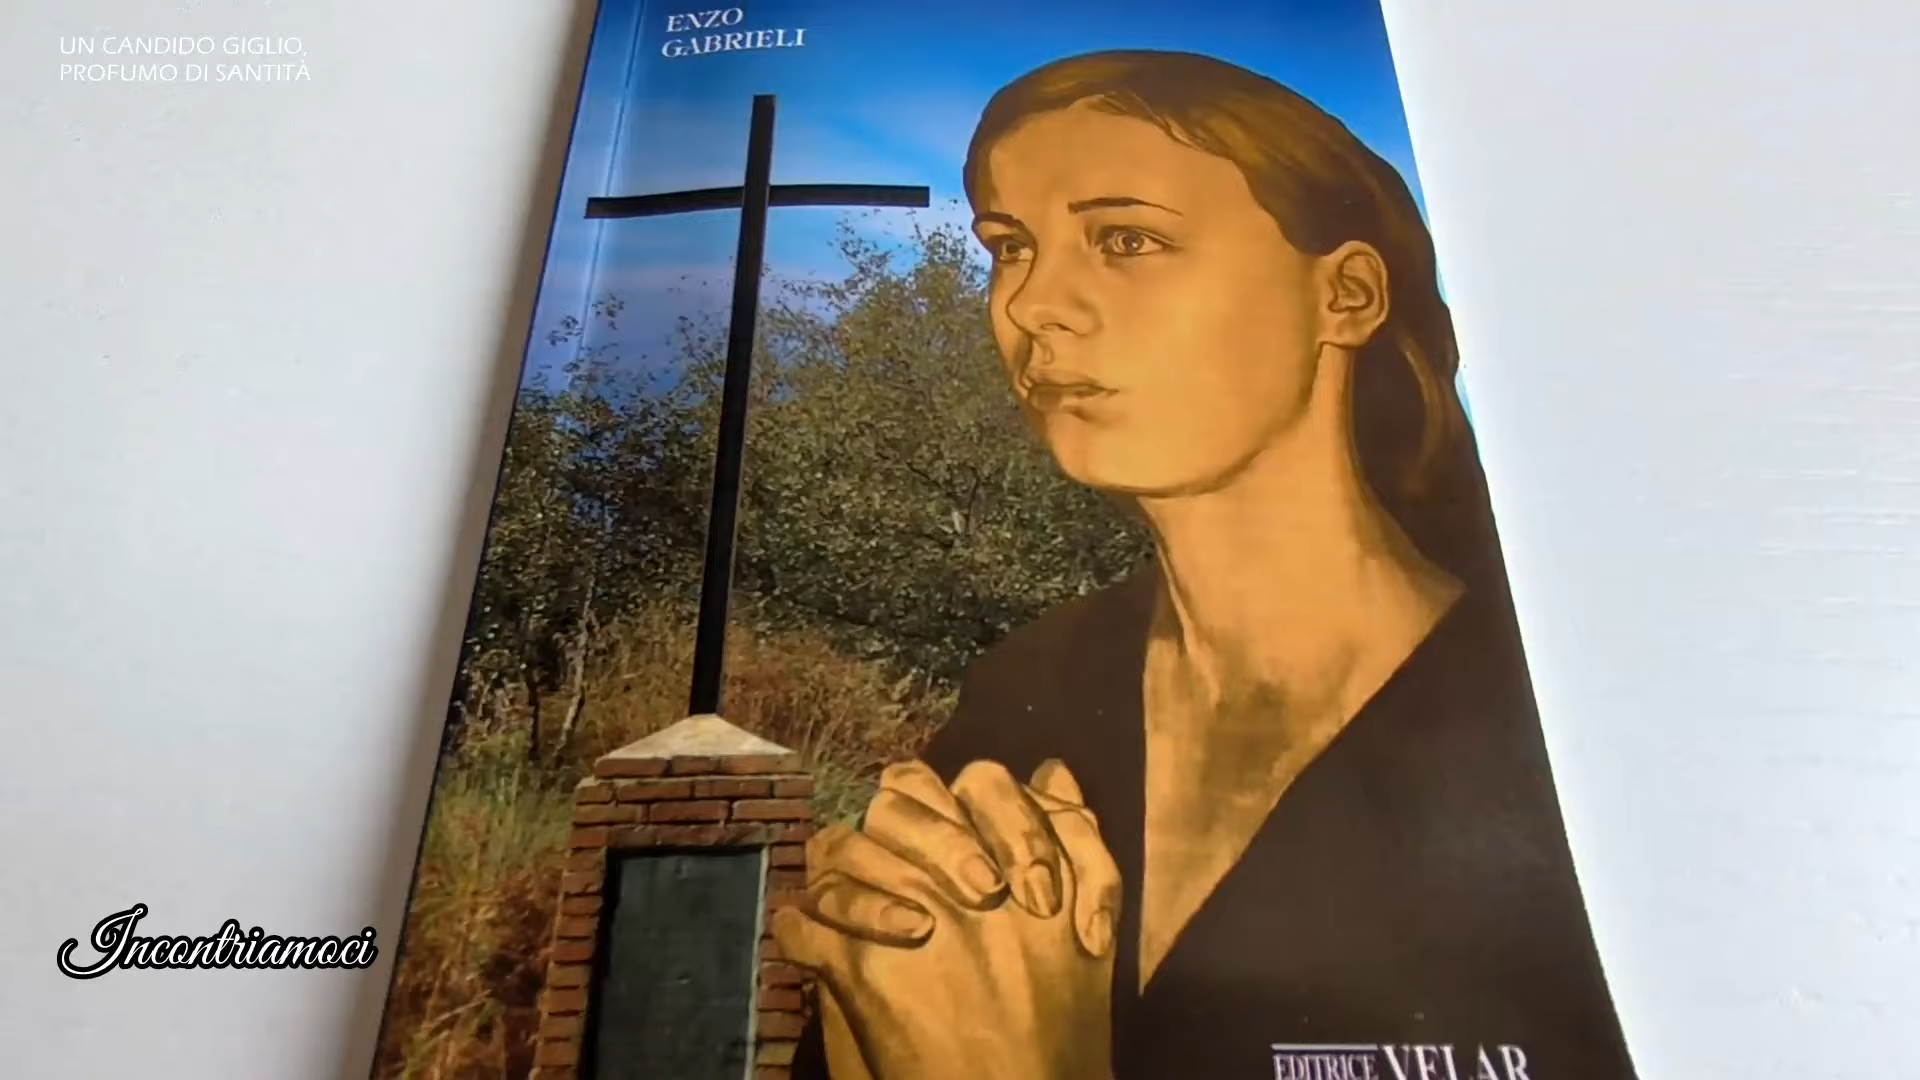 UN CANDIDO GIGLIO,
PROFUMO DI SANTITÀ
ENZO
GABRIELI
Incontriamoci
EDITRICE VELAR